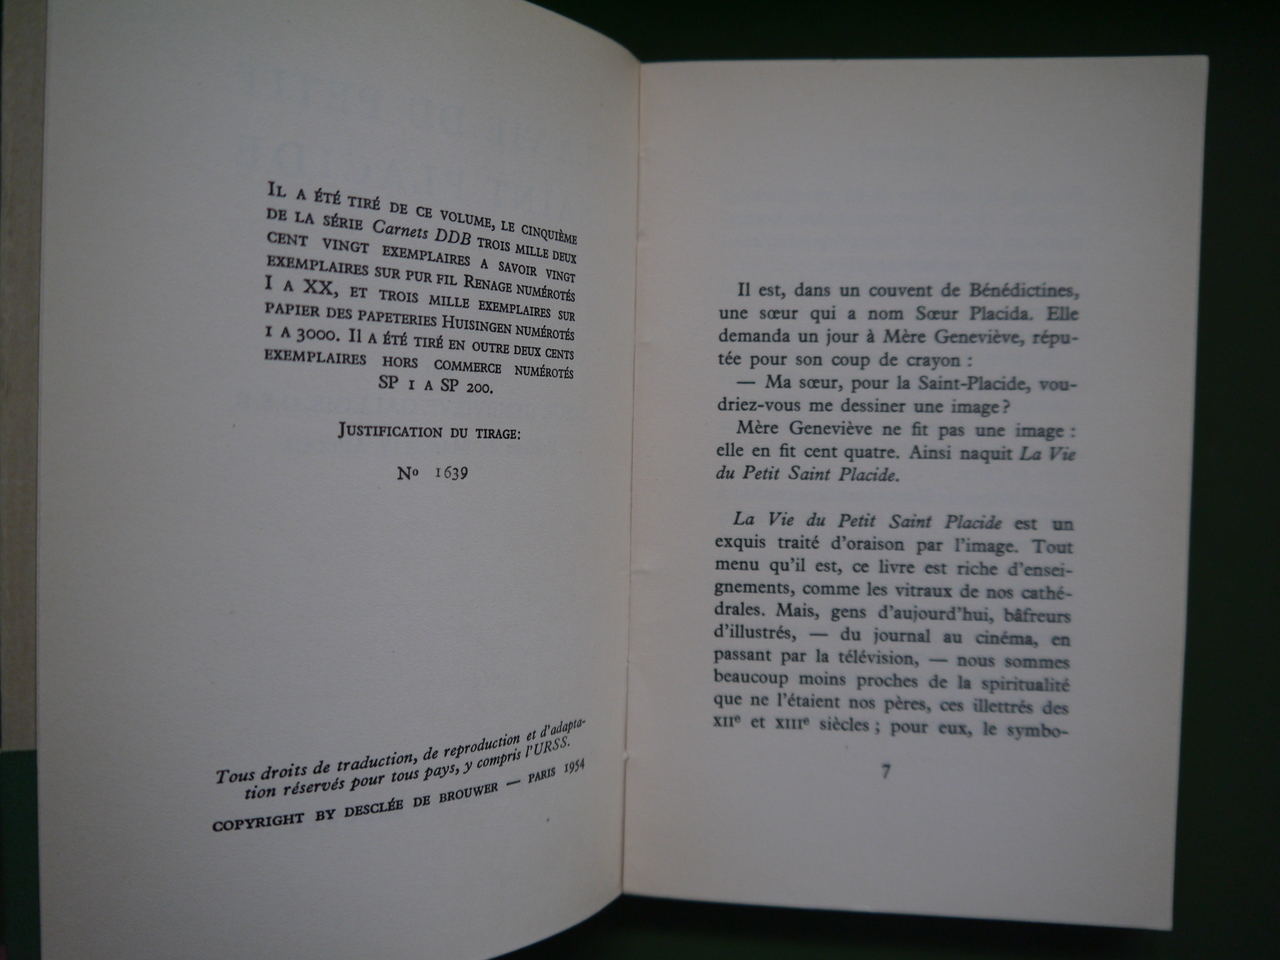 Il a été tiré de ce volume, le cinquième
de la série Carnets DDB trois mille deux
cent vingt exemplaires a savoir vingt
exemplaires sur pur fil Renage numérotés
I a XX, et trois mille exemplaires sur
papier des papeteries Huisingen numérotés
1 a 3000. Il a été tiré en outre deux cents
exemplaires hors commerce numérotés
SP 1 a SP 200.
Justification du tirage:
No 1639
Tous droits de traduction, de reproduction et d'adapta-
tion réservés pour tous pays, y compris l'URSS.
COPYRIGHT BY DESCLÉE DE BROUWER — PARIS 1954
Il est, dans un couvent de Bénédictines,
une sœur qui a nom Sœur Placida. Elle
demanda un jour à Mère Geneviève, répu-
tée pour son coup de crayon :
— Ma sœur, pour la Saint-Placide, vou-
driez-vous me dessiner une image?
Mère Geneviève ne fit pas une image :
elle en fit cent quatre. Ainsi naquit La Vie
du Petit Saint Placide.
La Vie du Petit Saint Placide est un
exquis traité d'oraison par l'image. Tout
menu qu'il est, ce livre est riche d'ensei-
gnements, comme les vitraux de nos cathé-
drales. Mais, gens d'aujourd'hui, bâfreurs
d'illustrés, — du journal au cinéma, en
passant par la télévision, — nous sommes
beaucoup moins proches de la spiritualité
que ne l'étaient nos pères, ces illettrés des
XIIe et XIIIe siècles ; pour eux, le symbo-
7